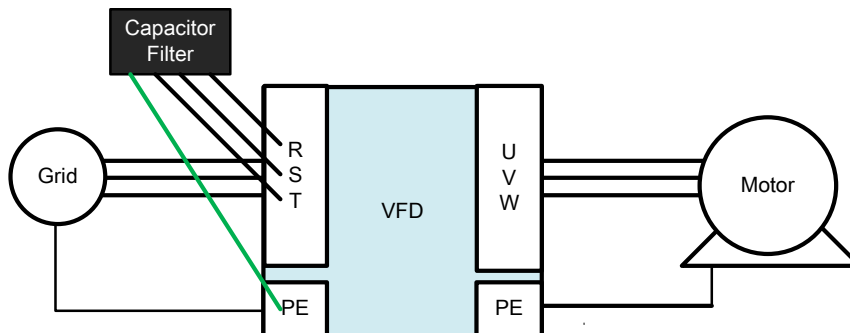 Capacitor
Filter
Grid
R
S
T
VFD
U
V
W
Motor
PE
PE